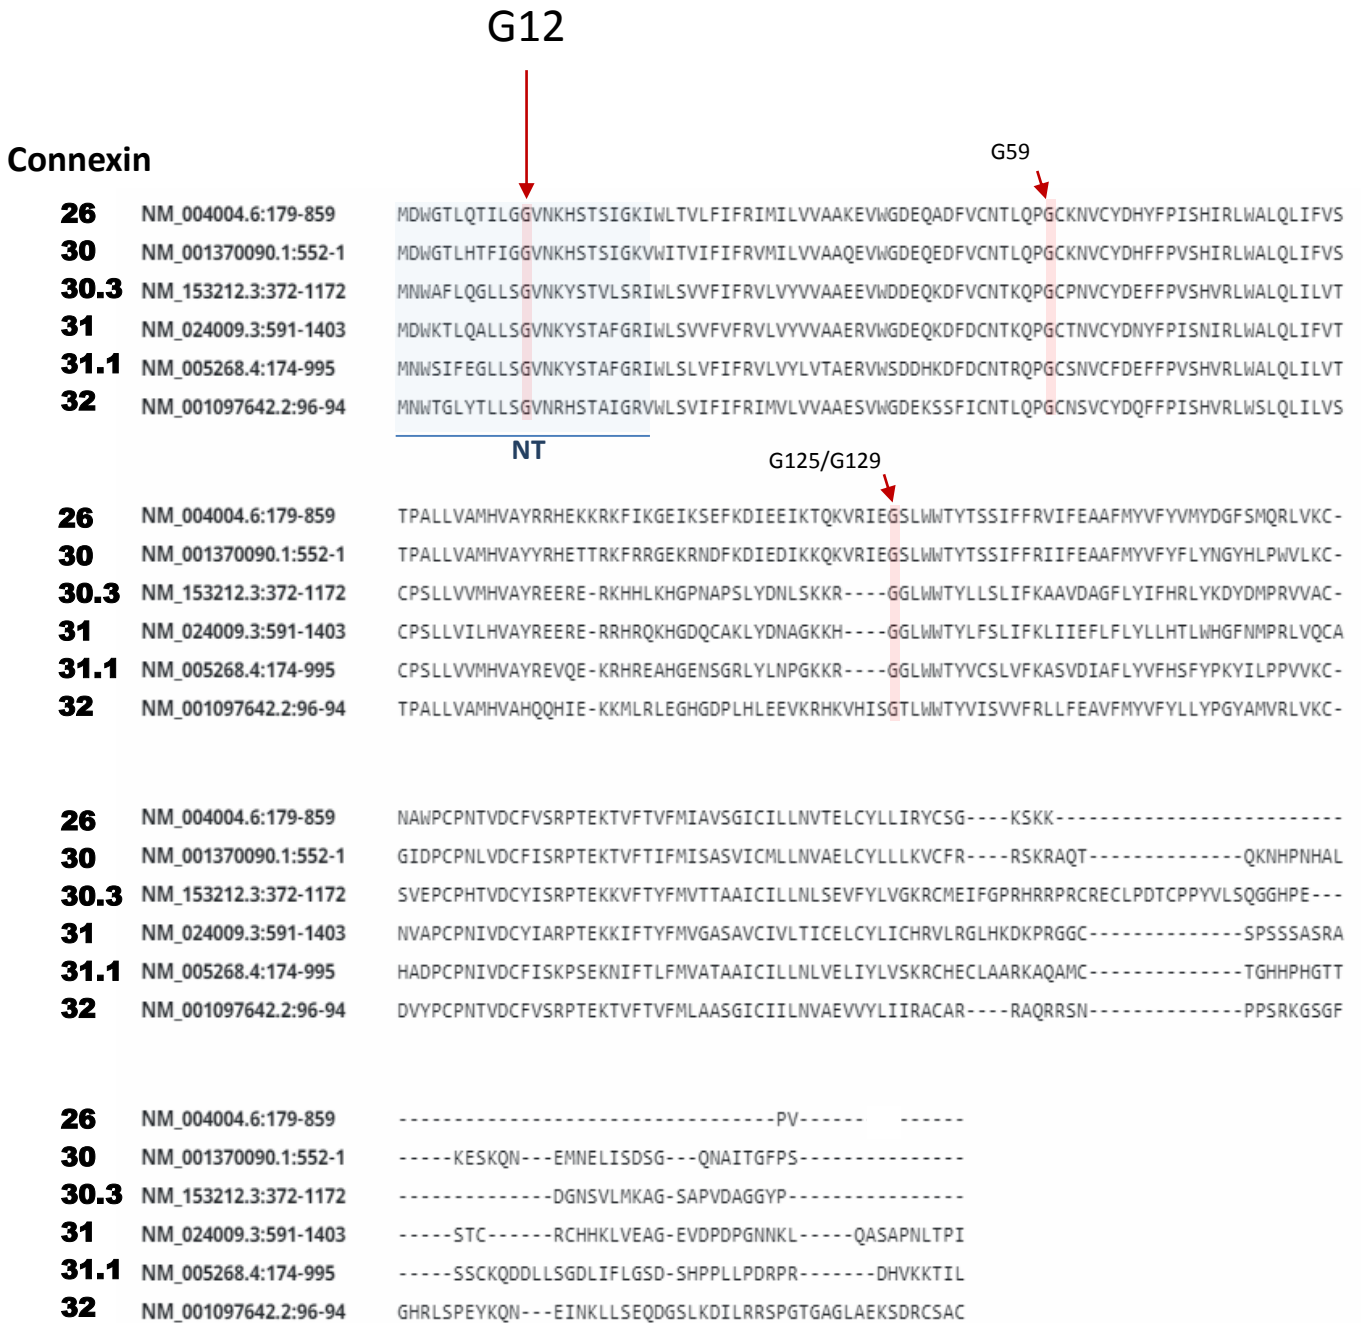 G12
Connexin
G59
26 NM_004004.6:179-859 MDWGTLQTILGGVNKHSTSIGKIWLTVLFIFRIMILVVAAKEVWGDEQADFVCNTLQPGCKNVCYDHYFPISHIRLWALQLIFVS
30 NM_001370090.1:552-1 MDWGTLHTFIGGVNKHSTSIGKVWITVIFIFRVMILVVAAQEVWGDEQEDFVCNTLQPGCKNVCYDHFFPVSHIRLWALQLIFVS
30.3 NM_153212.3:372-1172 MNWAFLQGLLSGVNKYSTVLSRIWLSVVFIFRVLVYVVAAEEVWDDEQKDFVCNTKQPGCPNVCYDEFFPVSHVRLWALQLILVT
31 NM_024009.3:591-1403 MDWKTLQALLSGVNKYSTAFGRIWLSVVFVFRVLVYVVAAERVWGDEQKDFDCNTKQPGCTNVCYDNYFPISNIRLWALQLIFVT
31.1 NM_005268.4:174-995 MNWSIFEGLLSGVNKYSTAFGRIWLSLVFIFRVLVYLVTAERVWSDDHKDFDCNTRQPGCSNVCFDEFFPVSHVRLWALQLILVT
32 NM_001097642.2:96-94 MNWTGLYTLLSGVNRHSTAIGRVWLSVIFIFRIMVLVVAAESVWGDEKSSFICNTLQPGCNSVCYDQFFPISHVRLWSLQLILVS
NT
G125/G129
26 NM_004004.6:179-859 TPALLVAMHVAYRRHEKKRKFIKGEIKSEFKDIEEIKTQKVRIEGSLWWTYTSSIFFRVIFEAAFMYVFYVMYDGFSMQRLVKC-
30 NM_001370090.1:552-1 TPALLVAMHVAYYRHETTRKFRRGEKRNDFKDIEDIKKQKVRIEGSLWWTYTSSIFFRIIFEAAFMYVFYFLYNGYHLPWVLKC-
30.3 NM_153212.3:372-1172 CPSLLVVMHVAYREERE-RKHHLKHGPNAPSLYDNLSKKR----GGLWWTYLLSLIFKAAVDAGFLYIFHRLYKDYDMPRVVAC-
31 NM_024009.3:591-1403 CPSLLVILHVAYREERE-RRHRQKHGDQCAKLYDNAGKKH----GGLWWTYLFSLIFKLIIEFLFLYLLHTLWHGFNMPRLVQCA
31.1 NM_005268.4:174-995 CPSLLVVMHVAYREVQE-KRHREAHGENSGRLYLNPGKKR----GGLWWTYVCSLVFKASVDIAFLYVFHSFYPKYILPPVVKC-
32 NM_001097642.2:96-94 TPALLVAMHVAHQQHIE-KKMLRLEGHGDPLHLEEVKRHKVHISGTLWWTYVISVVFRLLFEAVFMYVFYLLYPGYAMVRLVKC-
26 NM_004004.6:179-859 NAWPCPNTVDCFVSRPTEKTVFTVFMIAVSGICILLNVTELCYLLIRYCSG----KSKK--------------------------
30 NM_001370090.1:552-1 GIDPCPNLVDCFISRPTEKTVFTIFMISASVICMLLNVAELCYLLLKVCFR----RSKRAQT--------------QKNHPNHAL
30.3 NM_153212.3:372-1172 SVEPCPHTVDCYISRPTEKKVFTYFMVTTAAICILLNLSEVFYLVGKRCMEIFGPRHRRPRCRECLPDTCPPYVLSQGGHPE---
31 NM_024009.3:591-1403 NVAPCPNIVDCYIARPTEKKIFTYFMVGASAVCIVLTICELCYLICHRVLRGLHKDKPRGGC--------------SPSSSASRA
31.1 NM_005268.4:174-995 HADPCPNIVDCFISKPSEKNIFTLFMVATAAICILLNLVELIYLVSKRCHECLAARKAQAMC--------------TGHHPHGTT
32 NM_001097642.2:96-94 DVYPCPNTVDCFVSRPTEKTVFTVFMLAASGICIILNVAEVVYLIIRACAR----RAQRRSN--------------PPSRKGSGF
26 NM_004004.6:179-859 ----------------------------------PV------ ------
30 NM_001370090.1:552-1 -----KESKQN---EMNELISDSG---QNAITGFPS---------------
30.3 NM_153212.3:372-1172 --------------DGNSVLMKAG-SAPVDAGGYP----------------
31 NM_024009.3:591-1403 -----STC------RCHHKLVEAG-EVDPDPGNNKL-----QASAPNLTPI
31.1 NM_005268.4:174-995 -----SSCKQDDLLSGDLIFLGSD-SHPPLLPDRPR-------DHVKKTIL
32 NM_001097642.2:96-94 GHRLSPEYKQN---EINKLLSEQDGSLKDILRRSPGTGAGLAEKSDRCSAC